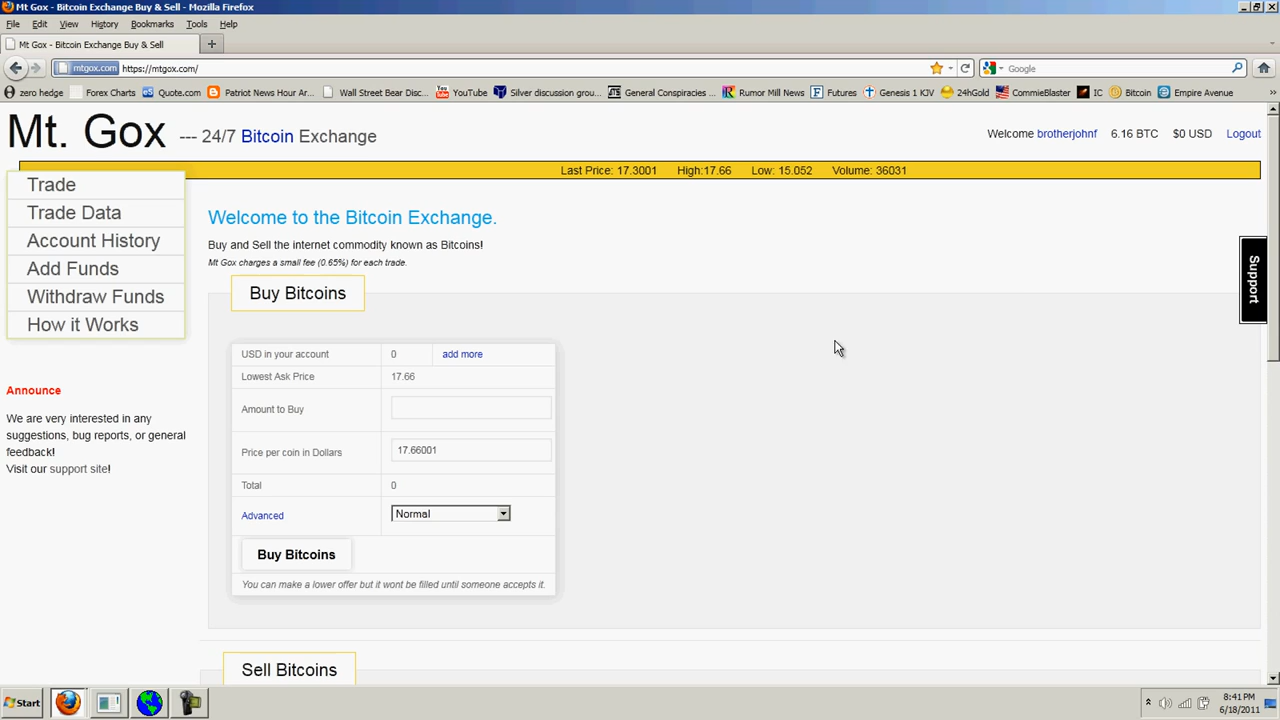 Mt Gox - Bitcoin Exchange Buy & Sell - Mozilla Firefox
File Edit View History Bookmarks Tools Help
Mt Gox - Bitcoin Exchange Buy & Sell
mtgox.com https://mtgox.com/ Google
zero hedge Forex Charts Quote.com Patriot News Hour Ar... Wall Street Bear Disc... YouTube Silver discussion grou... General Conspiracies ... Rumor Mill News Futures Genesis 1 KJV 24hGold CommieBlaster IC Bitcoin Empire Avenue
Mt. Gox --- 24/7 Bitcoin Exchange
Welcome brotherjohnf 6.16 BTC $0 USD Logout
Last Price: 17.3001 High:17.66 Low: 15.052 Volume: 36031
Trade
Trade Data
Account History
Add Funds
Withdraw Funds
How it Works
Announce
We are very interested in any
suggestions, bug reports, or general
feedback!
Visit our support site!
Welcome to the Bitcoin Exchange.
Buy and Sell the internet commodity known as Bitcoins!
Mt Gox charges a small fee (0.65%) for each trade.
Buy Bitcoins
USD in your account 0 add more
Lowest Ask Price 17.66
Amount to Buy
Price per coin in Dollars 17.66001
Total 0
Advanced Normal
Buy Bitcoins
You can make a lower offer but it wont be filled until someone accepts it.
Sell Bitcoins
Support
Start
8:41 PM
6/18/2011